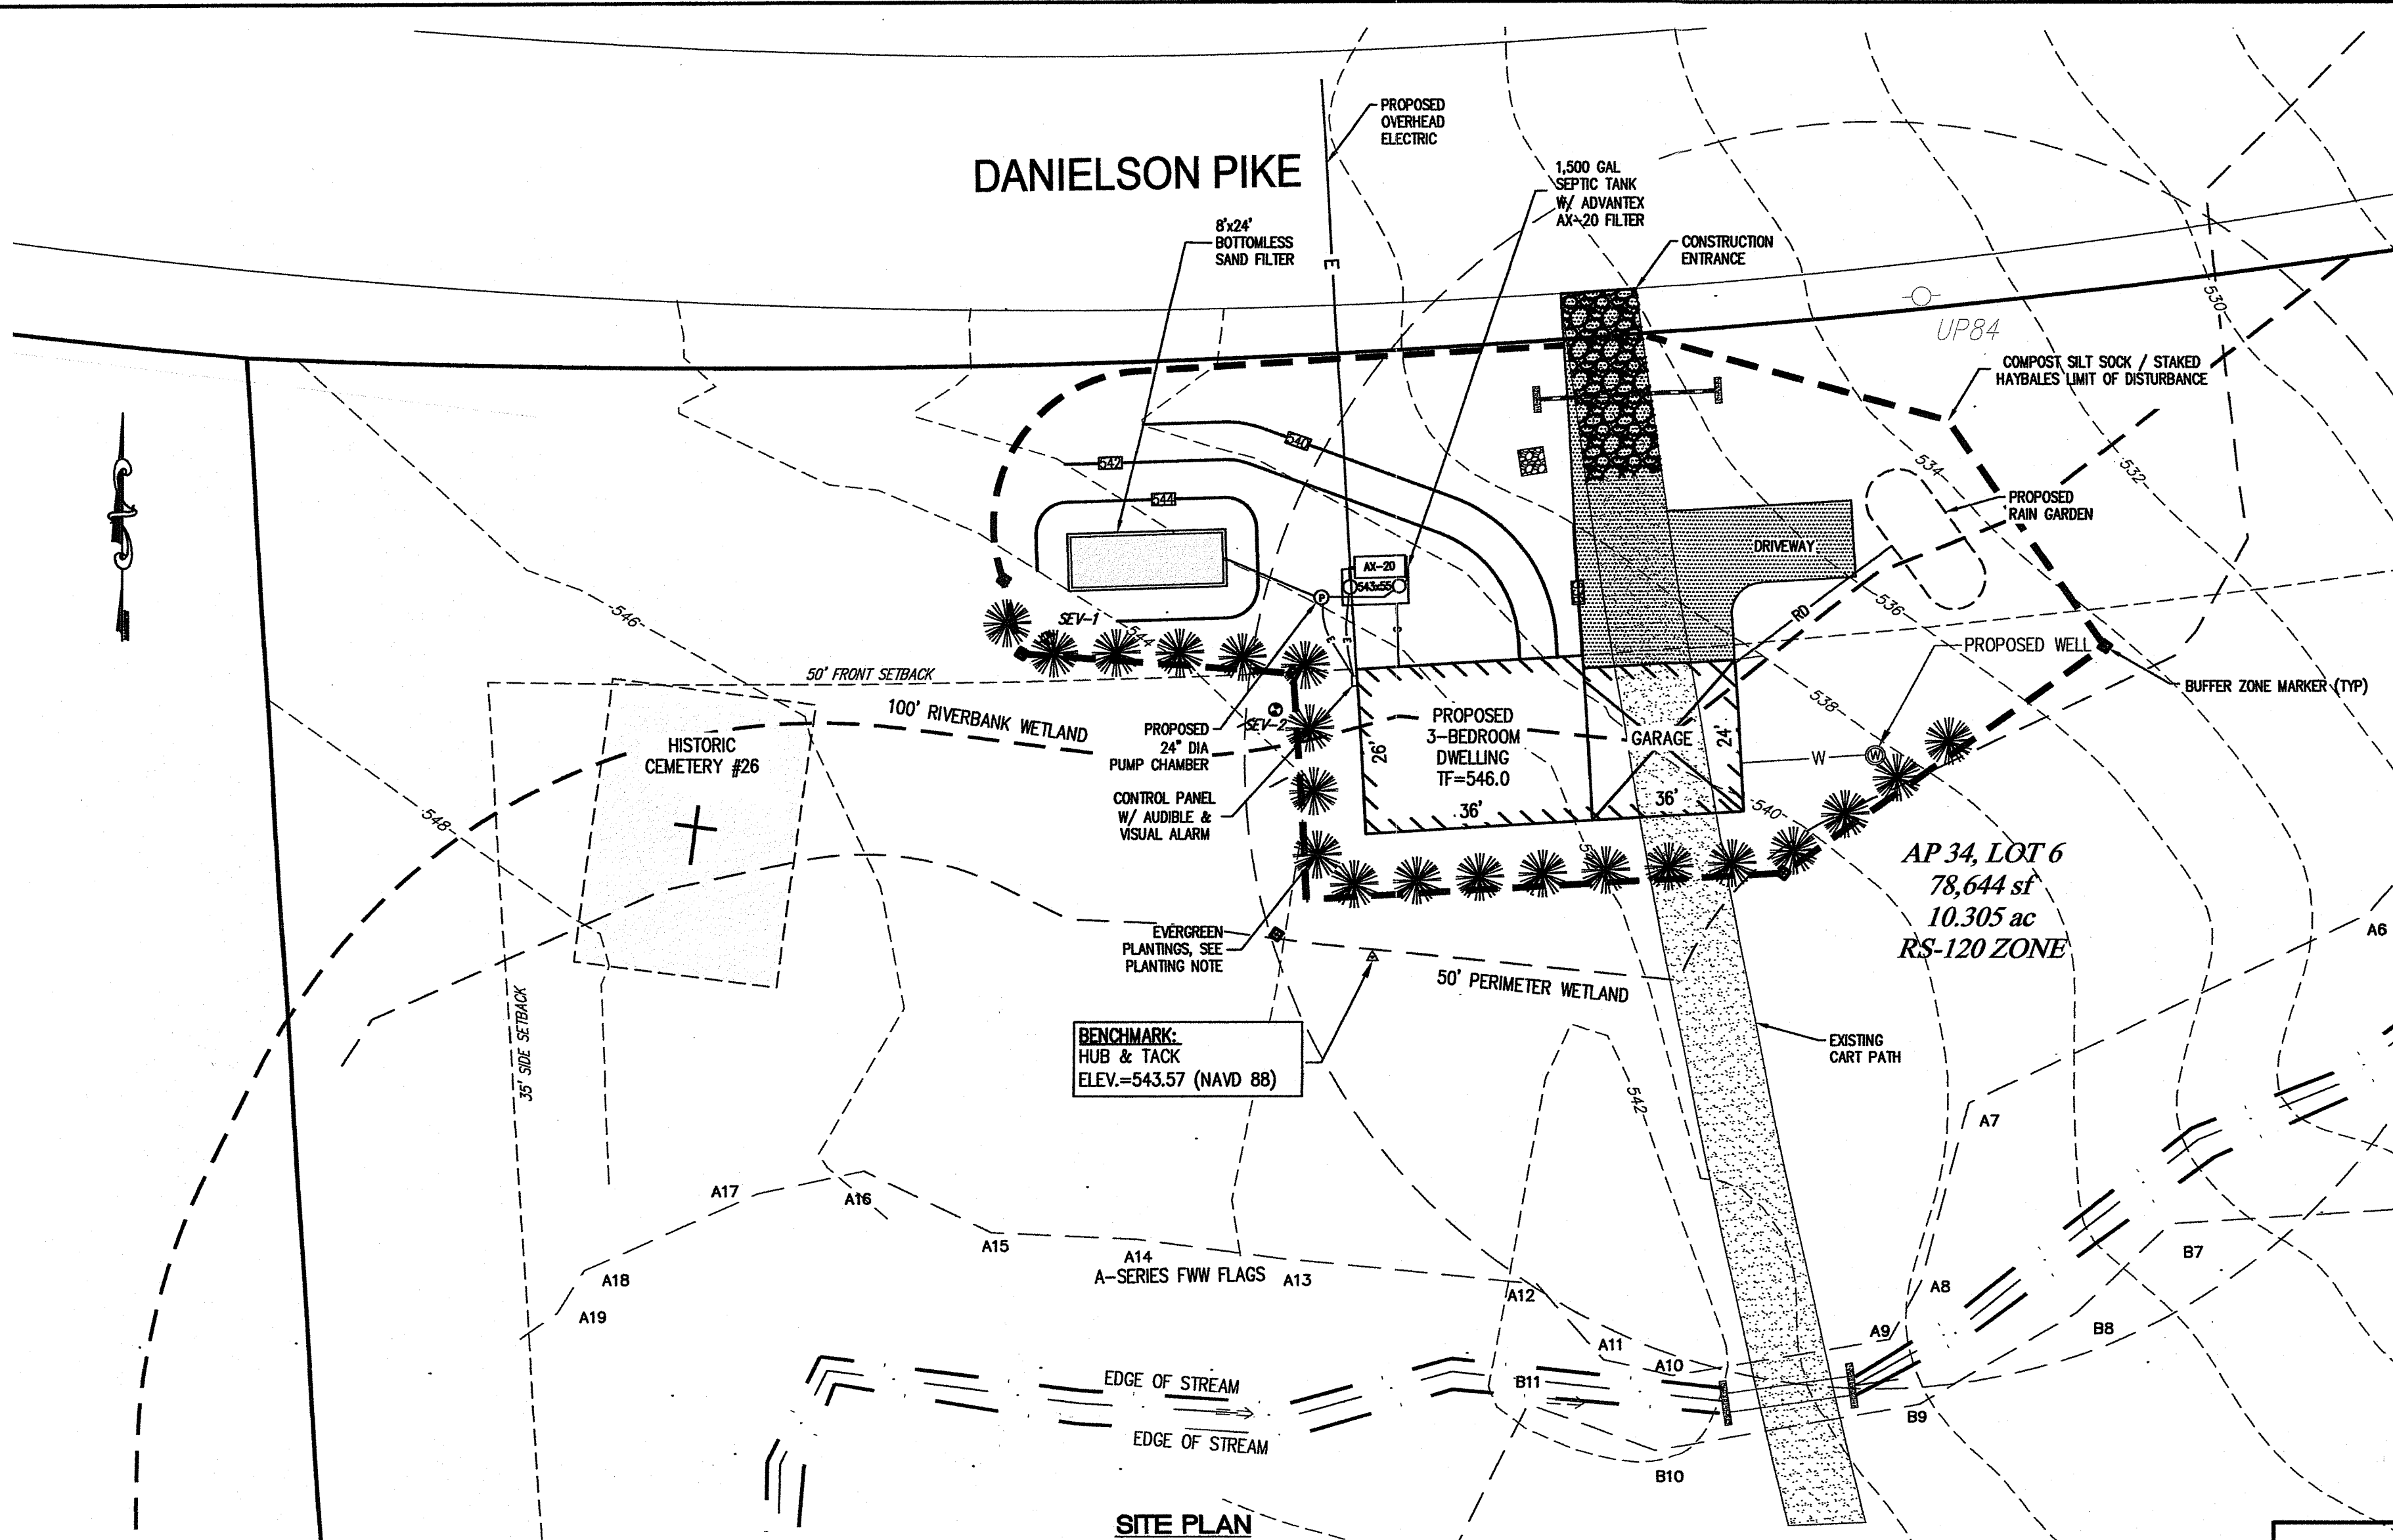 PROPOSED
OVERHEAD
ELECTRIC
DANIELSON PIKE
1,500 GAL
SEPTIC TANK
W/ ADVANTEX
AX-20 FILTER
8'x24'
BOTTOMLESS
SAND FILTER
E
CONSTRUCTION
ENTRANCE
530
UP84
COMPOST SILT SOCK / STAKED
HAYBALES LIMIT OF DISTURBANCE
540
542
544
534
532
PROPOSED
RAIN GARDEN
DRIVEWAY
AX-20
P
546
SEV-1
544
E
E
RD
536
PROPOSED WELL
50' FRONT SETBACK
BUFFER ZONE MARKER (TYP)
100' RIVERBANK WETLAND
HISTORIC
CEMETERY #26
PROPOSED
24" DIA
PUMP CHAMBER
SEV-2
PROPOSED
3-BEDROOM
DWELLING
TF=546.0
26'
36'
GARAGE
24'
36'
538
W
W
CONTROL PANEL
W/ AUDIBLE &
VISUAL ALARM
548
540
AP 34, LOT 6
78,644 sf
10.305 ac
RS-120 ZONE
A6
EVERGREEN
PLANTINGS, SEE
PLANTING NOTE
50' PERIMETER WETLAND
35' SIDE SETBACK
BENCHMARK:
HUB & TACK
ELEV.=543.57 (NAVD 88)
EXISTING
CART PATH
542
A7
A17
A16
A15
A14
A-SERIES FWW FLAGS
A13
A18
A19
A12
A8
B7
A11
A10
A9
B8
EDGE OF STREAM
B11
B9
EDGE OF STREAM
B10
SITE PLAN